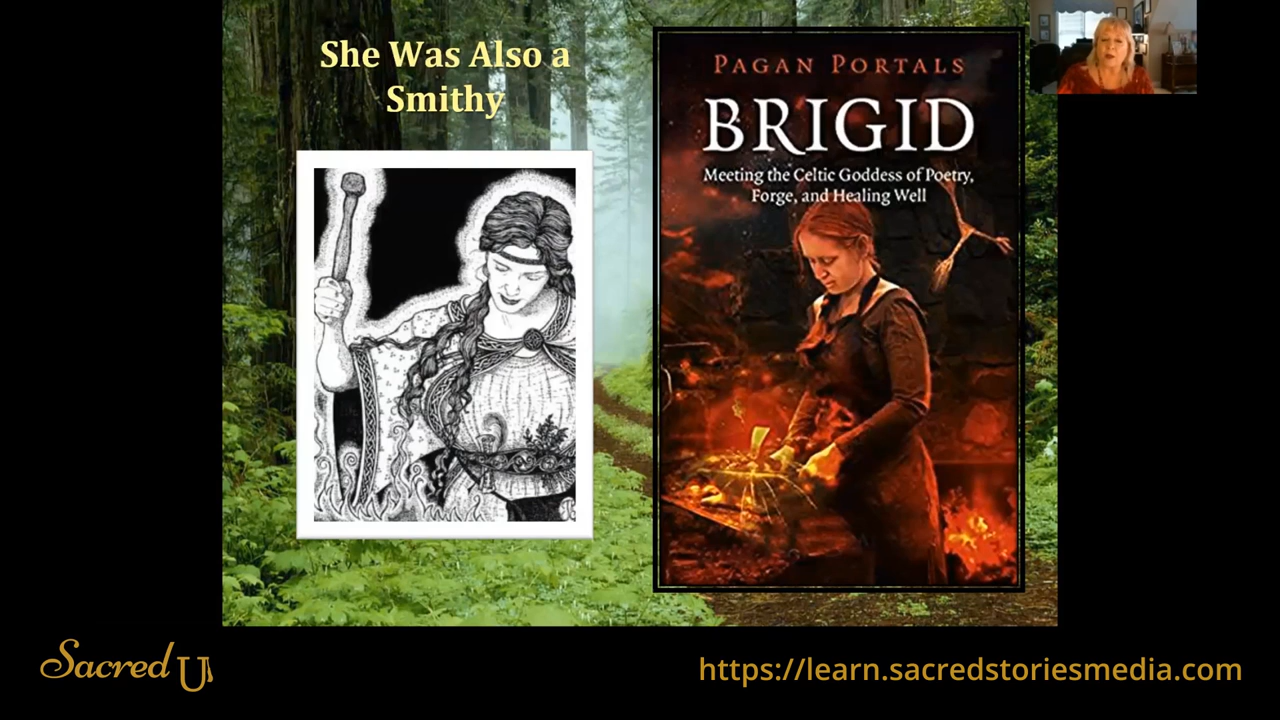 She Was Also a
Smithy
PAGAN PORTALS
BRIGID
Meeting the Celtic Goddess of Poetry,
Forge, and Healing Well
Sacred U
https://learn.sacredstoriesmedia.com